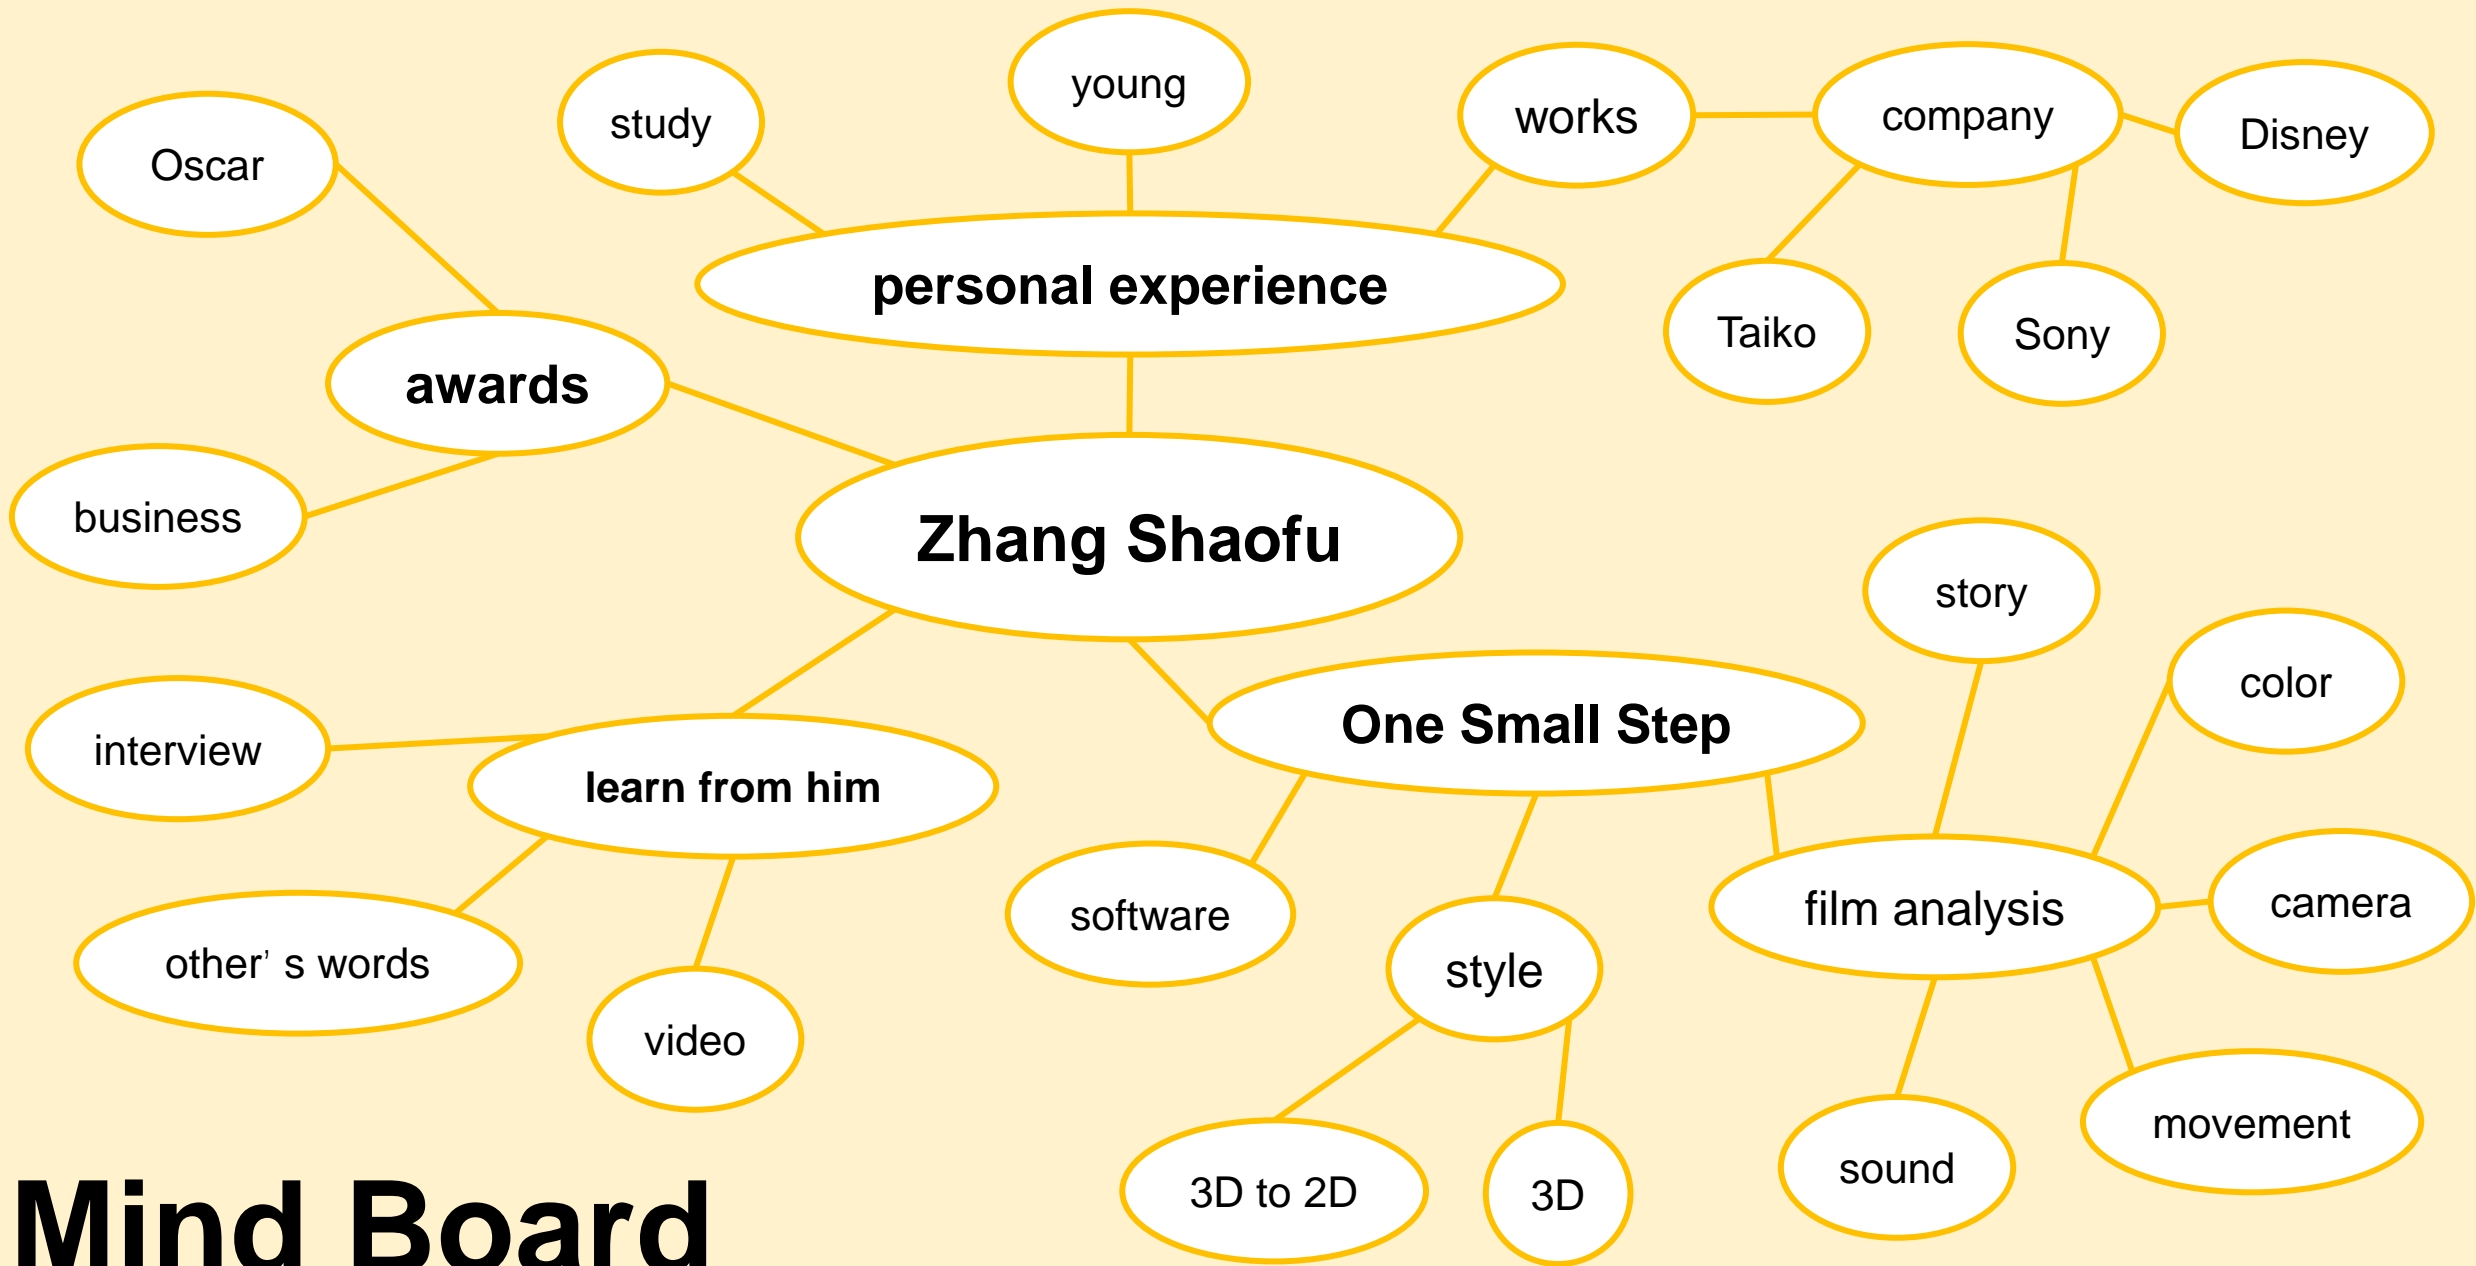 young
study
works
company
Disney
Oscar
personal experience
Taiko
Sony
awards
business
Zhang Shaofu
story
color
interview
learn from him
One Small Step
software
style
film analysis
camera
other’ s words
video
3D to 2D
3D
sound
movement
Mind Board